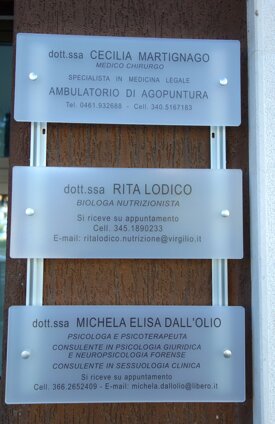 dott.ssa CECILIA MARTIGNAGO
MEDICO CHIRURGO
SPECIALISTA IN MEDICINA LEGALE
AMBULATORIO DI AGOPUNTURA
Tel. 0461.932688 - Cell. 340.5167183
dott.ssa RITA LODICO
BIOLOGA NUTRIZIONISTA
Si riceve su appuntamento
Cell. 345.1890233
E-mail: ritalodico.nutrizione@virgilio.it
dott.ssa MICHELA ELISA DALL'OLIO
PSICOLOGA E PSICOTERAPEUTA
CONSULENTE IN PSICOLOGIA GIURIDICA
E NEUROPSICOLOGIA FORENSE
CONSULENTE IN SESSUOLOGIA CLINICA
Si riceve su appuntamento
Cell. 366.2652409 - E-mail: michela.dallolio@libero.it